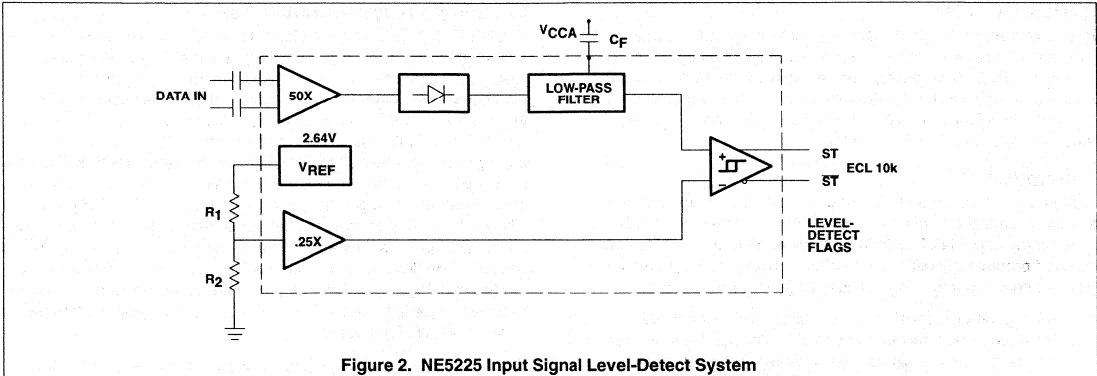 VCCA
CF
DATA IN
50X
LOW-PASS
FILTER
2.64V
VREF
+
−
ST
ECL 10k
S̅T̅
R1
.25X
LEVEL-
DETECT
FLAGS
R2
Figure 2. NE5225 Input Signal Level-Detect System